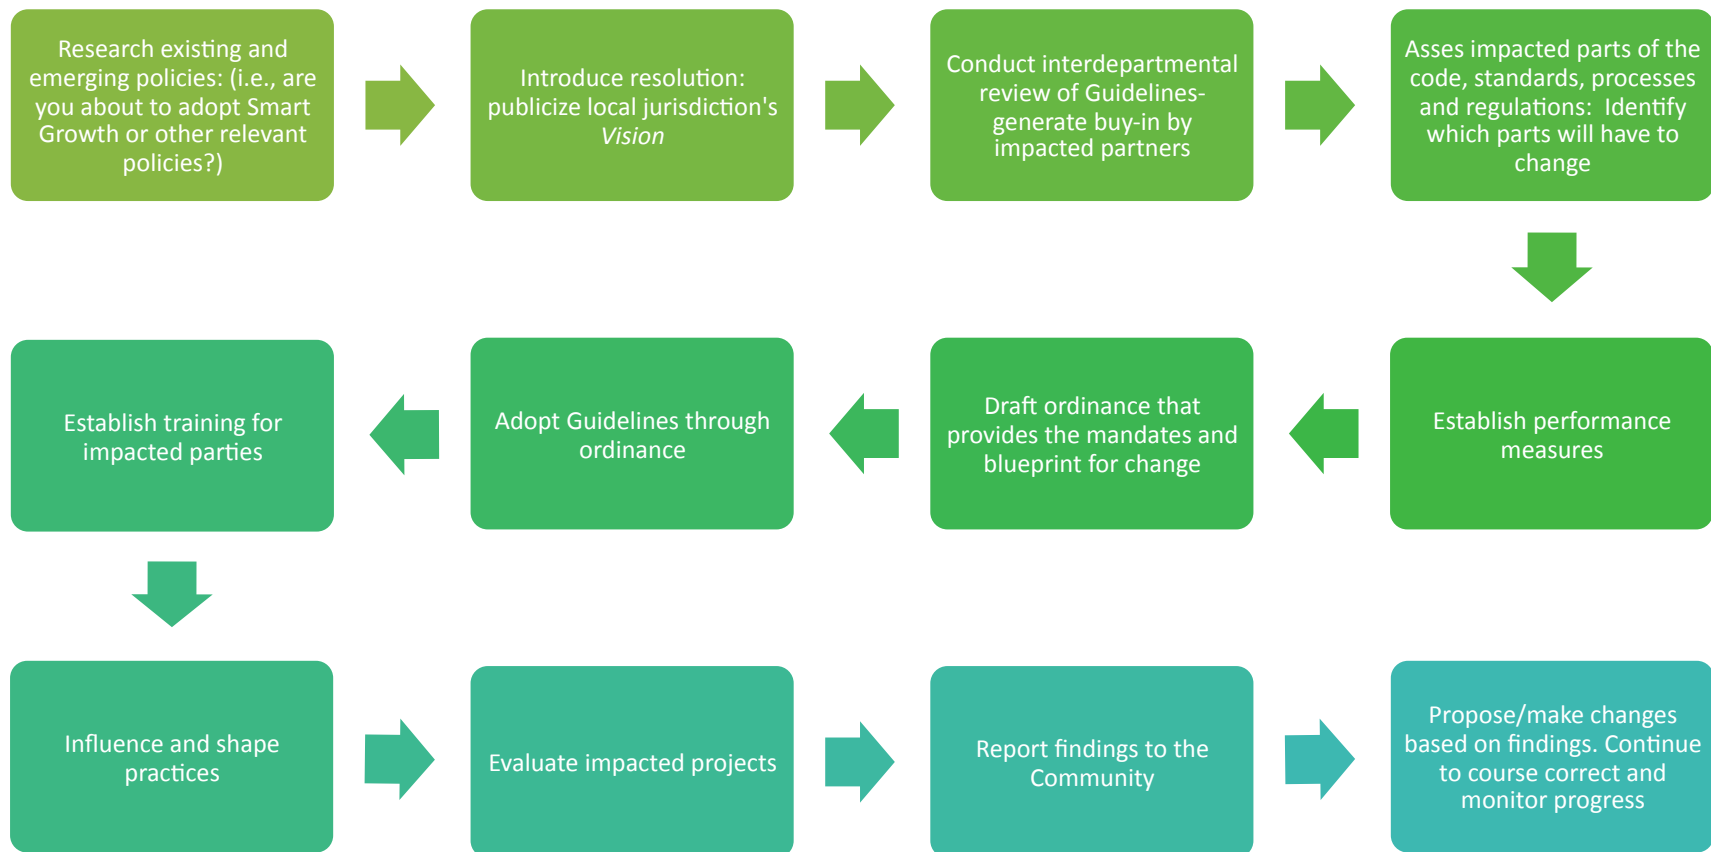 Research existing and
emerging policies: (i.e., are
you about to adopt Smart
Growth or other relevant
policies?)
Introduce resolution:
publicize local jurisdiction's
Vision
Conduct interdepartmental
review of Guidelines-
generate buy-in by
impacted partners
Asses impacted parts of the
code, standards, processes
and regulations:  Identify
which parts will have to
change
Establish performance
measures
Draft ordinance that
provides the mandates and
blueprint for change
Adopt Guidelines through
ordinance
Establish training for
impacted parties
Influence and shape
practices
Evaluate impacted projects
Report findings to the
Community
Propose/make changes
based on findings. Continue
to course correct and
monitor progress